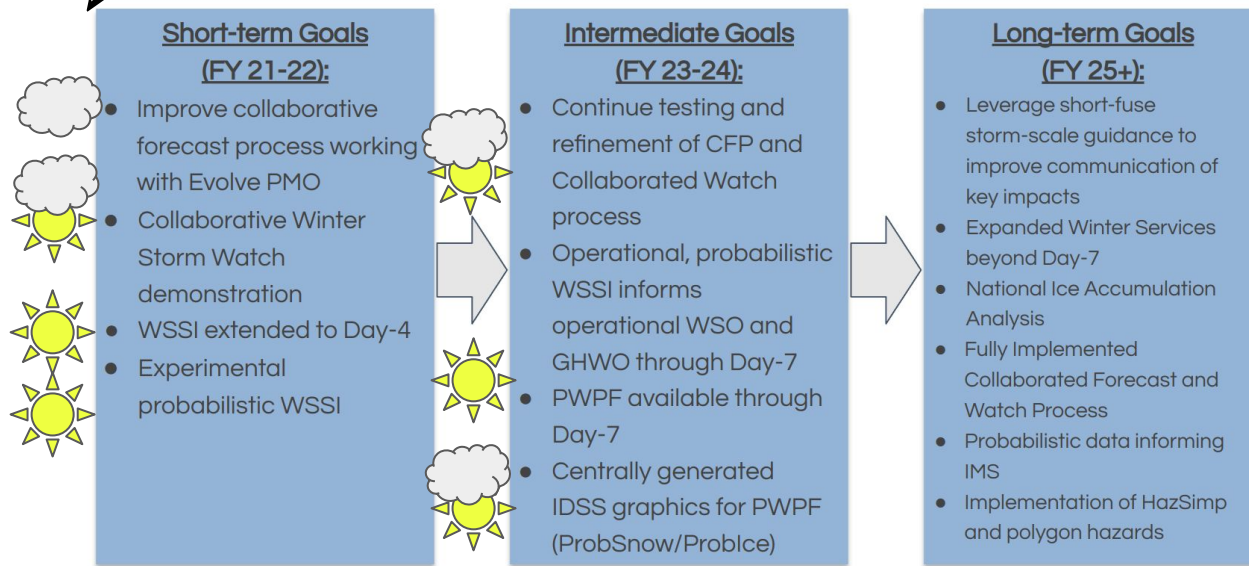 Short-term Goals
(FY 21-22):
● Improve collaborative
forecast process working
with Evolve PMO
● Collaborative Winter
Storm Watch
demonstration
● WSSI extended to Day-4
● Experimental
probabilistic WSSI
Intermediate Goals
(FY 23-24):
● Continue testing and
refinement of CFP and
Collaborated Watch
process
● Operational, probabilistic
WSSI informs
operational WSO and
GHWO through Day-7
● PWPF available through
Day-7
● Centrally generated
IDSS graphics for PWPF
(ProbSnow/ProbIce)
Long-term Goals
(FY 25+):
● Leverage short-fuse
storm-scale guidance to
improve communication of
key impacts
● Expanded Winter Services
beyond Day-7
● National Ice Accumulation
Analysis
● Fully Implemented
Collaborated Forecast and
Watch Process
● Probabilistic data informing
IMS
● Implementation of HazSimp
and polygon hazards